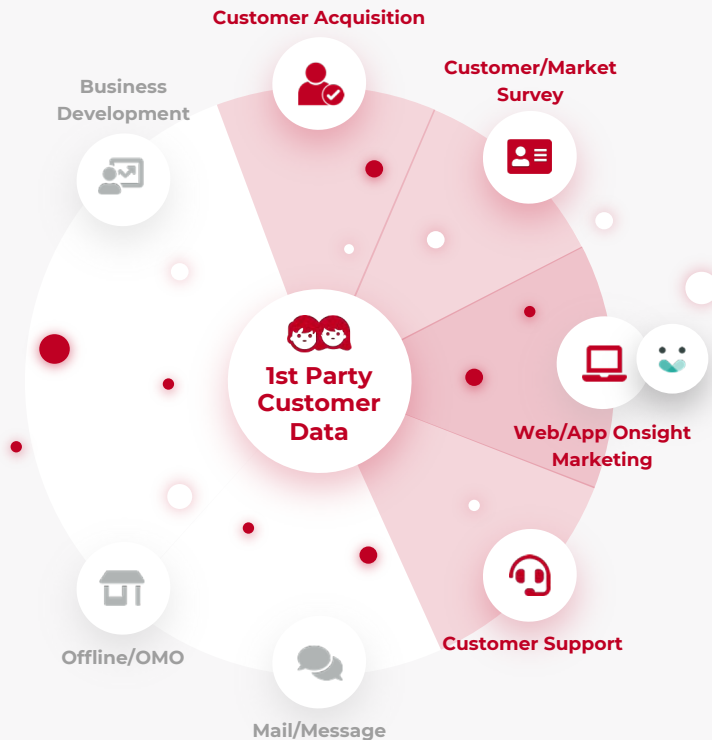 Customer Acquisition
Customer/Market
Survey
Business
Development
1st Party
Customer
Data
Web/App Onsight
Marketing
Customer Support
Offline/OMO
Mail/Message